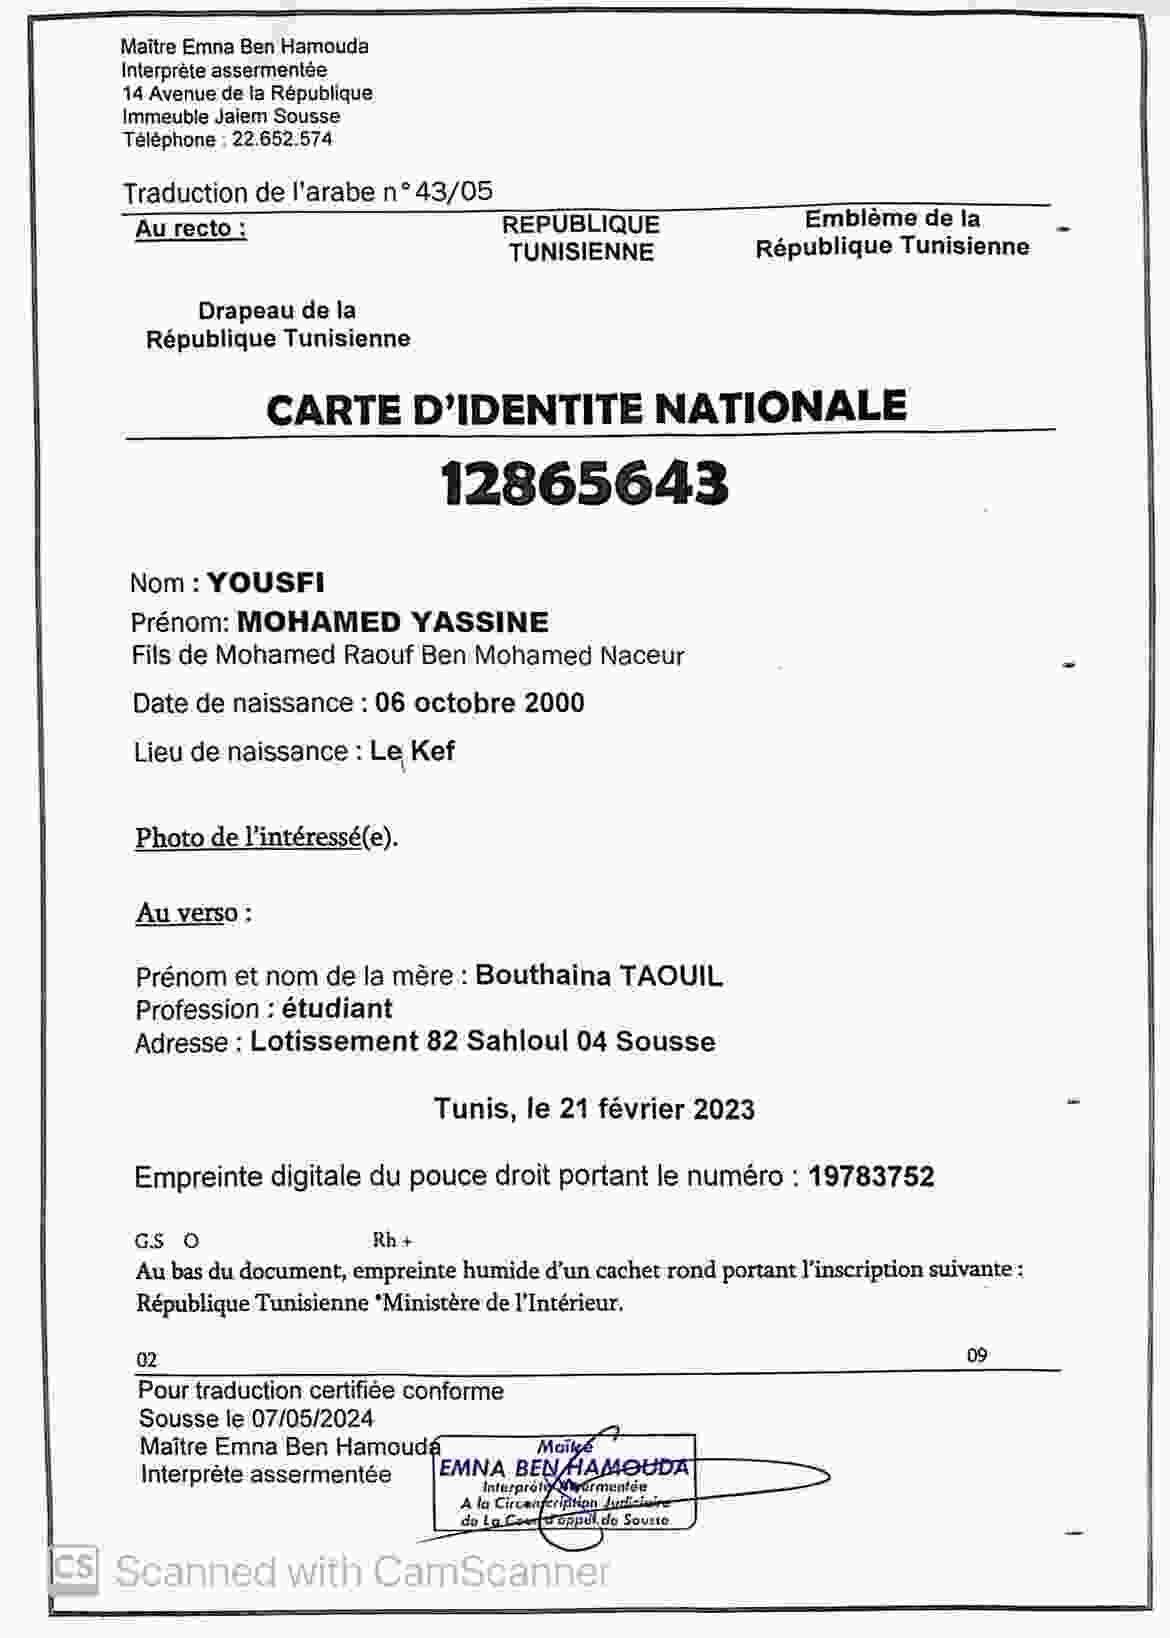 Maître Emna Ben Hamouda
Interprète assermentée
14 Avenue de la République
Immeuble Jaiem Sousse
Téléphone : 22.652.574
Traduction de l'arabe n° 43/05
Au recto :
REPUBLIQUE
TUNISIENNE
Emblème de la
République Tunisienne
Drapeau de la
République Tunisienne
CARTE D'IDENTITE NATIONALE
12865643
Nom : YOUSFI
Prénom: MOHAMED YASSINE
Fils de Mohamed Raouf Ben Mohamed Naceur
Date de naissance : 06 octobre 2000
Lieu de naissance : Le Kef
Photo de l'intéressé(e).
Au verso :
Prénom et nom de la mère : Bouthaina TAOUIL
Profession : étudiant
Adresse : Lotissement 82 Sahloul 04 Sousse
Tunis, le 21 février 2023
Empreinte digitale du pouce droit portant le numéro : 19783752
G.S O Rh +
Au bas du document, empreinte humide d'un cachet rond portant l'inscription suivante :
République Tunisienne *Ministère de l'Intérieur.
02 09
Pour traduction certifiée conforme
Sousse le 07/05/2024
Maître Emna Ben Hamouda
Interprète assermentée
Maître
EMNA BEN HAMOUDA
Interprète Assermentée
A la Circonscription Judiciaire
de La Cour d'appel de Sousse
CS Scanned with CamScanner